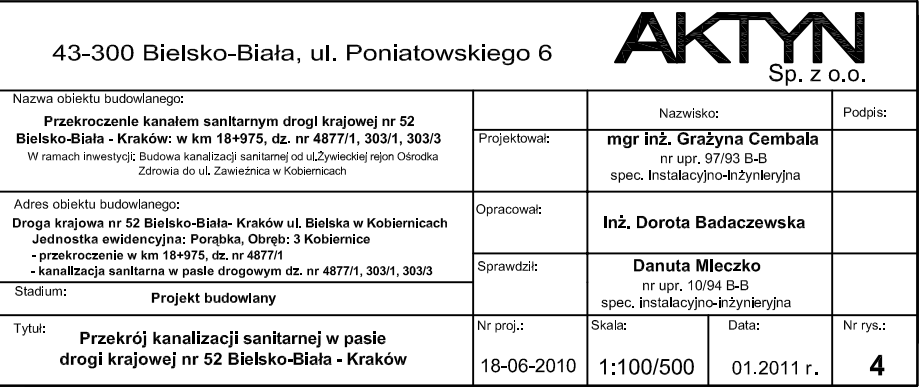 43-300 Bielsko-Biała, ul. Poniatowskiego 6
AKTYN
Sp. z o.o.
Nazwa obiektu budowlanego:
Przekroczenie kanałem sanitarnym drogi krajowej nr 52
Bielsko-Biała - Kraków: w km 18+975, dz. nr 4877/1, 303/1, 303/3
W ramach inwestycji: Budowa kanalizacji sanitarnej od ul.Żywieckiej rejon Ośrodka
Zdrowia do ul. Zawieźnica w Kobiernicach
Nazwisko:
Podpis:
Projektował:
mgr inż. Grażyna Cembala
nr upr. 97/93 B-B
spec. instalacyjno-inżynieryjna
Adres obiektu budowlanego:
Droga krajowa nr 52 Bielsko-Biała- Kraków ul. Bielska w Kobiernicach
Jednostka ewidencyjna: Porąbka, Obręb: 3 Kobiernice
- przekroczenie w km 18+975, dz. nr 4877/1
- kanalizacja sanitarna w pasie drogowym dz. nr 4877/1, 303/1, 303/3
Opracował:
Inż. Dorota Badaczewska
Sprawdził:
Danuta Mleczko
nr upr. 10/94 B-B
spec. instalacyjno-inżynieryjna
Stadium:
Projekt budowlany
Tytuł:
Przekrój kanalizacji sanitarnej w pasie
drogi krajowej nr 52 Bielsko-Biała - Kraków
Nr proj.:
18-06-2010
Skala:
1:100/500
Data:
01.2011 r.
Nr rys.:
4